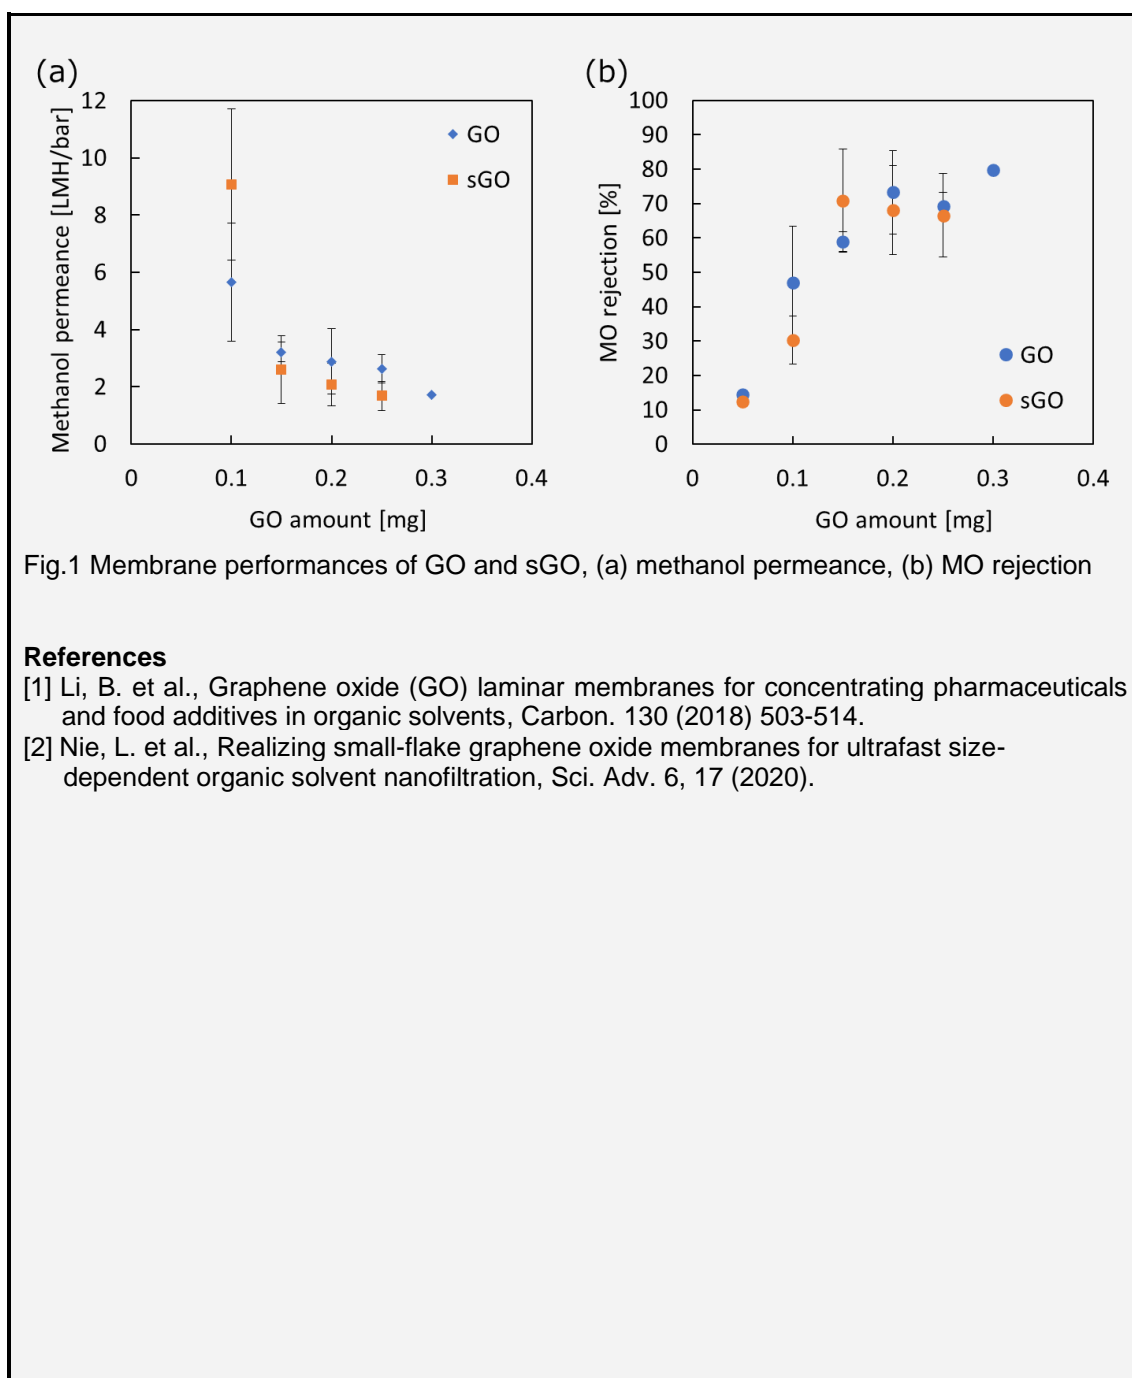 (a)
12
10
8
6
4
2
0
Methanol permeance [LMH/bar]
GO
sGO
0 0.1 0.2 0.3 0.4
GO amount [mg]
(b)
100
90
80
70
60
50
40
30
20
10
0
MO rejection [%]
GO
sGO
0 0.1 0.2 0.3 0.4
GO amount [mg]
Fig.1 Membrane performances of GO and sGO, (a) methanol permeance, (b) MO rejection
References
[1] Li, B. et al., Graphene oxide (GO) laminar membranes for concentrating pharmaceuticals
and food additives in organic solvents, Carbon. 130 (2018) 503-514.
[2] Nie, L. et al., Realizing small-flake graphene oxide membranes for ultrafast size-
dependent organic solvent nanofiltration, Sci. Adv. 6, 17 (2020).